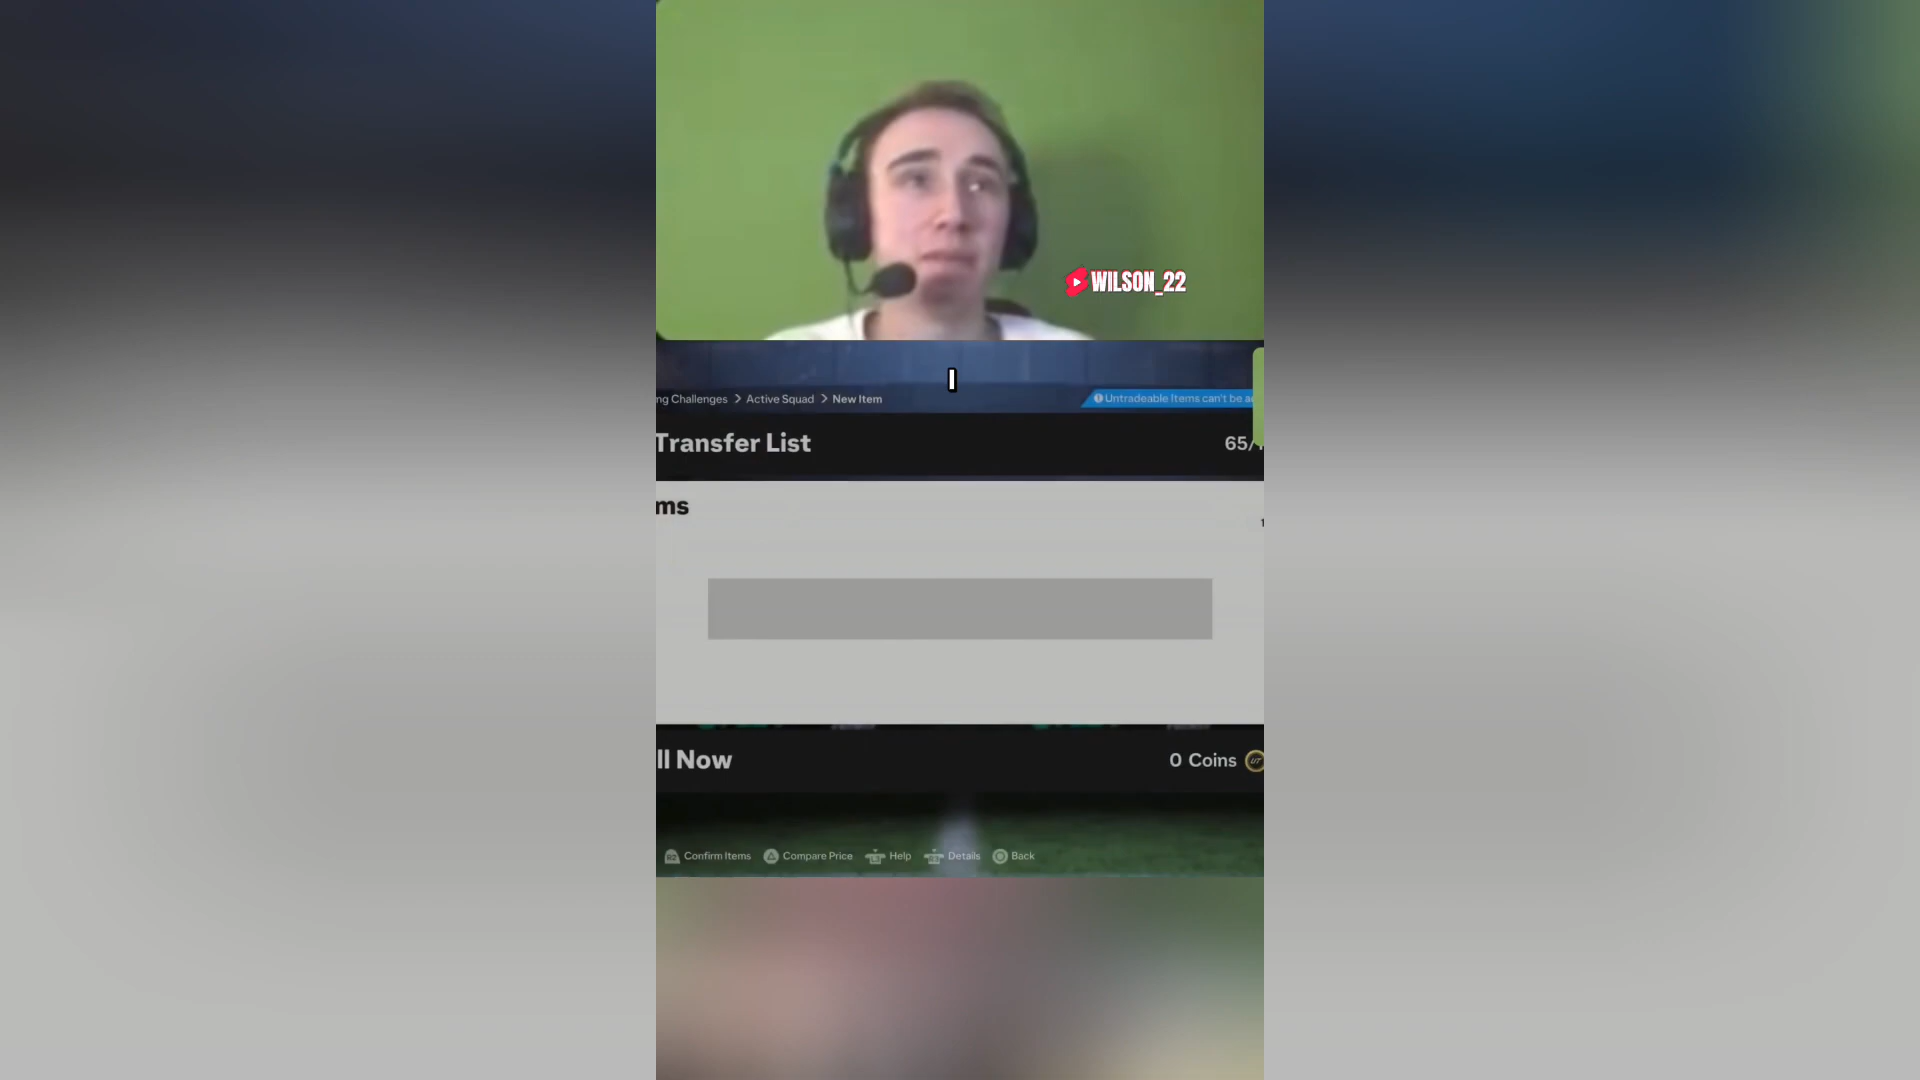 WILSON_22
I
ng Challenges > Active Squad > New Item
Untradeable Items can't be a
Transfer List
65/
ms
ll Now
0 Coins
R2 Confirm Items
Compare Price
Help
Details
Back